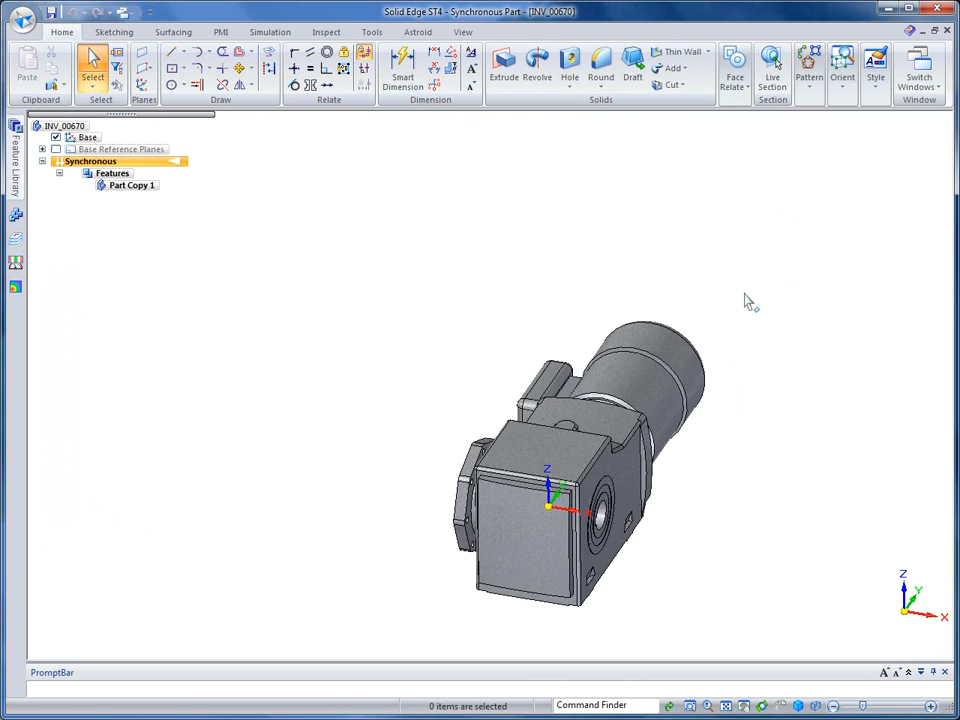 Solid Edge ST4 - Synchronous Part - [INV_00670]
Home Sketching Surfacing PMI Simulation Inspect Tools Astroid View
Paste Select Smart Dimension Extrude Revolve Hole Round Draft Thin Wall Add Cut Face Relate Live Section Pattern Orient Style Switch Windows
Clipboard Select Planes Draw Relate Dimension Solids Section Window
INV_00670
Base
Base Reference Planes
Synchronous
Features
Part Copy 1
Feature Library
Z
Z
Y
X
PromptBar
0 items are selected
Command Finder